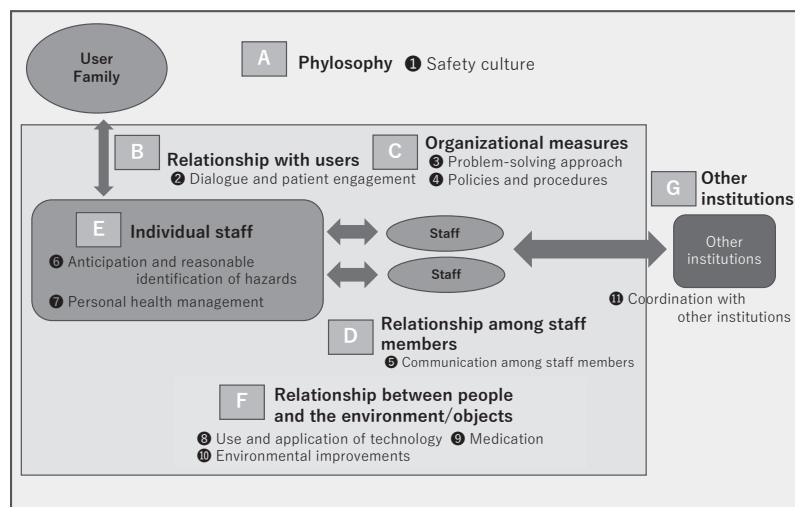 User
Family
A Phylosophy ❶ Safety culture
B Relationship with users
❷ Dialogue and patient engagement
C Organizational measures
❸ Problem-solving approach
❹ Policies and procedures
G Other
institutions
E Individual staff
❻ Anticipation and reasonable
identification of hazards
❼ Personal health management
Staff
Staff
Other
institutions
⓫ Coordination with
other institutions
D Relationship among staff
members
❺ Communication among staff members
F Relationship between people
and the environment/objects
❽ Use and application of technology ❾ Medication
❿ Environmental improvements